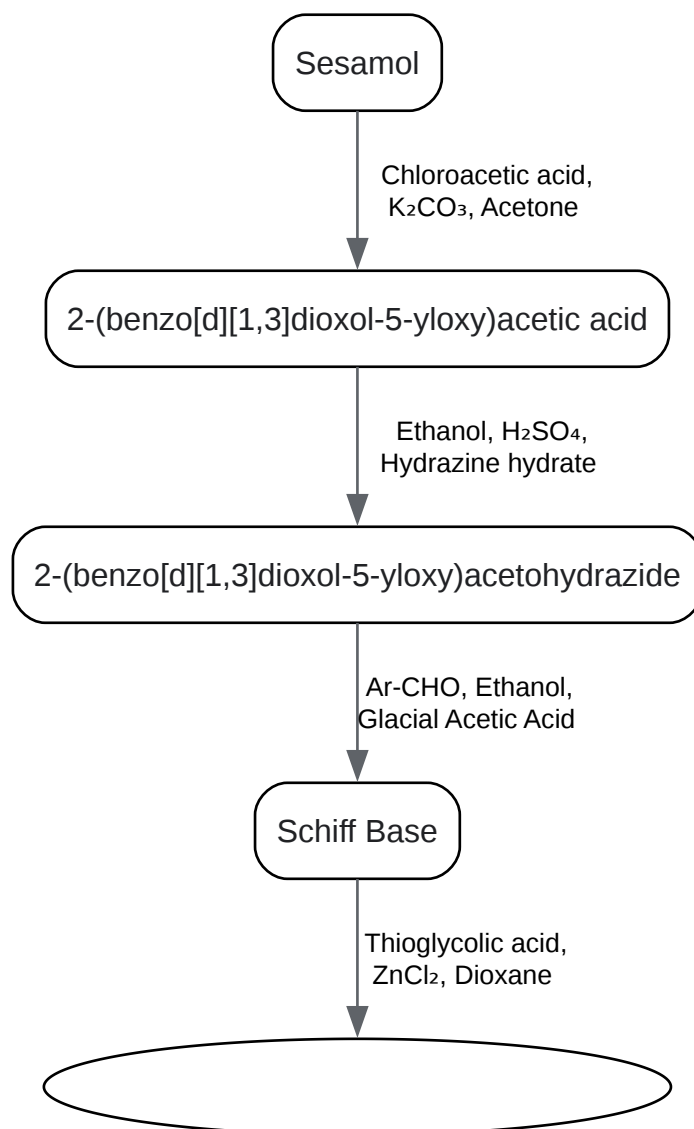 Sesamol
Chloroacetic acid,
K₂CO₃, Acetone
2-(benzo[d][1,3]dioxol-5-yloxy)acetic acid
Ethanol, H₂SO₄,
Hydrazine hydrate
2-(benzo[d][1,3]dioxol-5-yloxy)acetohydrazide
Ar-CHO, Ethanol,
Glacial Acetic Acid
Schiff Base
Thioglycolic acid,
ZnCl₂, Dioxane